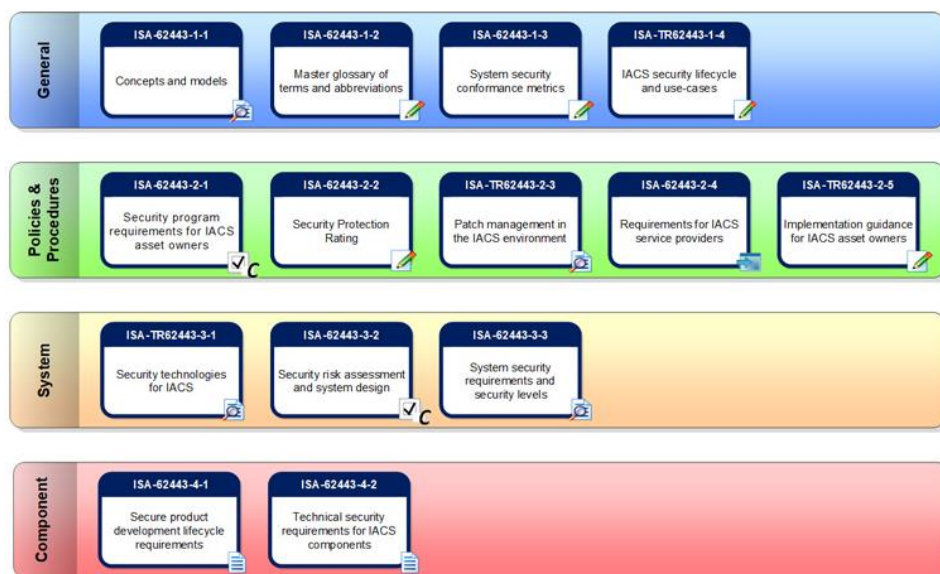 General
ISA-62443-1-1
Concepts and models
ISA-62443-1-2
Master glossary of
terms and abbreviations
ISA-62443-1-3
System security
conformance metrics
ISA-TR62443-1-4
IACS security lifecycle
and use-cases
Policies &
Procedures
ISA-62443-2-1
Security program
requirements for IACS
asset owners
C
ISA-62443-2-2
Security Protection
Rating
ISA-TR62443-2-3
Patch management in
the IACS environment
ISA-62443-2-4
Requirements for IACS
service providers
ISA-TR62443-2-5
Implementation guidance
for IACS asset owners
System
ISA-TR62443-3-1
Security technologies
for IACS
ISA-62443-3-2
Security risk assessment
and system design
C
ISA-62443-3-3
System security
requirements and
security levels
Component
ISA-62443-4-1
Secure product
development lifecycle
requirements
ISA-62443-4-2
Technical security
requirements for IACS
components